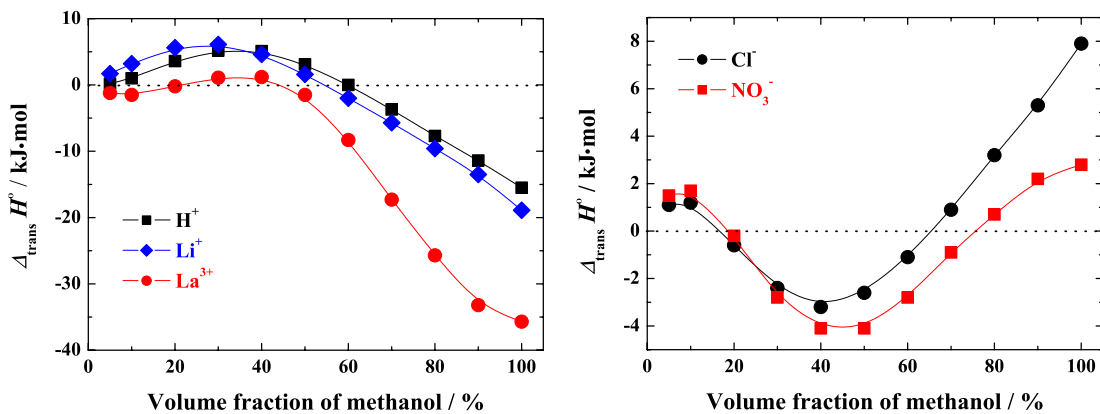 10
5
0
-10
-20
-30
-40
0 20 40 60 80 100
Δtrans H° / kJ·mol
H⁺
Li⁺
La³⁺
Volume fraction of methanol / %
8
6
4
2
0
-2
-4
0 20 40 60 80 100
Δtrans H° / kJ·mol
Cl⁻
NO₃⁻
Volume fraction of methanol / %